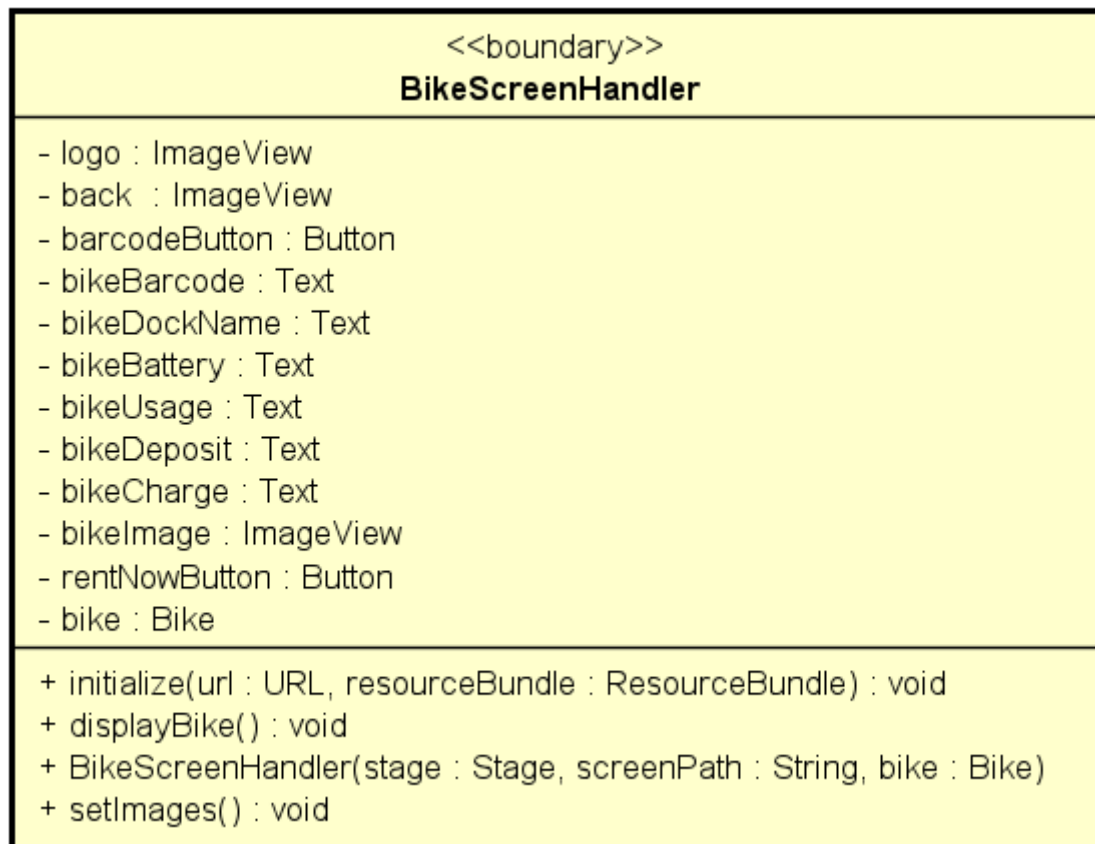 <<boundary>>
BikeScreenHandler
- logo : ImageView
- back  : ImageView
- barcodeButton : Button
- bikeBarcode : Text
- bikeDockName : Text
- bikeBattery : Text
- bikeUsage : Text
- bikeDeposit : Text
- bikeCharge : Text
- bikeImage : ImageView
- rentNowButton : Button
- bike : Bike
+ initialize(url : URL, resourceBundle : ResourceBundle) : void
+ displayBike() : void
+ BikeScreenHandler(stage : Stage, screenPath : String, bike : Bike)
+ setImages() : void